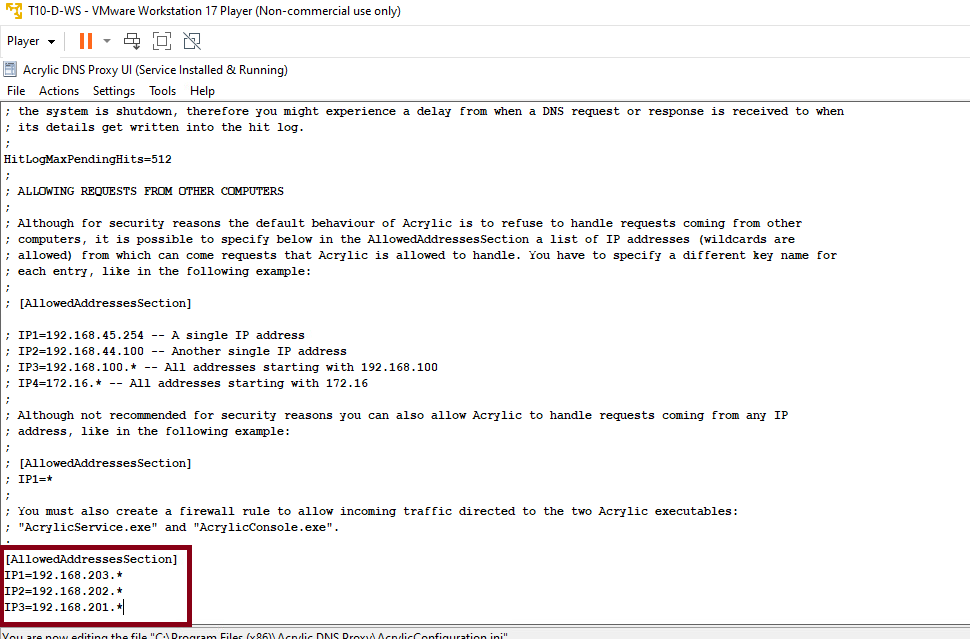 T10-D-WS - VMware Workstation 17 Player (Non-commercial use only)
Player
Acrylic DNS Proxy UI (Service Installed & Running)
File Actions Settings Tools Help
; the system is shutdown, therefore you might experience a delay from when a DNS request or response is received to when
; its details get written into the hit log.
;
HitLogMaxPendingHits=512
;
; ALLOWING REQUESTS FROM OTHER COMPUTERS
;
; Although for security reasons the default behaviour of Acrylic is to refuse to handle requests coming from other
; computers, it is possible to specify below in the AllowedAddressesSection a list of IP addresses (wildcards are
; allowed) from which can come requests that Acrylic is allowed to handle. You have to specify a different key name for
; each entry, like in the following example:
;
; [AllowedAddressesSection]
; IP1=192.168.45.254 -- A single IP address
; IP2=192.168.44.100 -- Another single IP address
; IP3=192.168.100.* -- All addresses starting with 192.168.100
; IP4=172.16.* -- All addresses starting with 172.16
;
; Although not recommended for security reasons you can also allow Acrylic to handle requests coming from any IP
; address, like in the following example:
;
; [AllowedAddressesSection]
; IP1=*
;
; You must also create a firewall rule to allow incoming traffic directed to the two Acrylic executables:
; "AcrylicService.exe" and "AcrylicConsole.exe".
;
[AllowedAddressesSection]
IP1=192.168.203.*
IP2=192.168.202.*
IP3=192.168.201.*
You are now editing the file "C:\Program Files (x86)\Acrylic DNS Proxy\AcrylicConfiguration.ini".